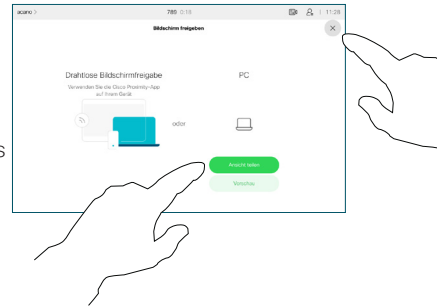 acano >
789 0:18
11:28
Bildschirm freigeben
Drahtlose Bildschirmfreigabe
PC
Verwenden Sie die Cisco Proximity-App
auf Ihrem Gerät
oder
S
Ansicht teilen
Vorschau